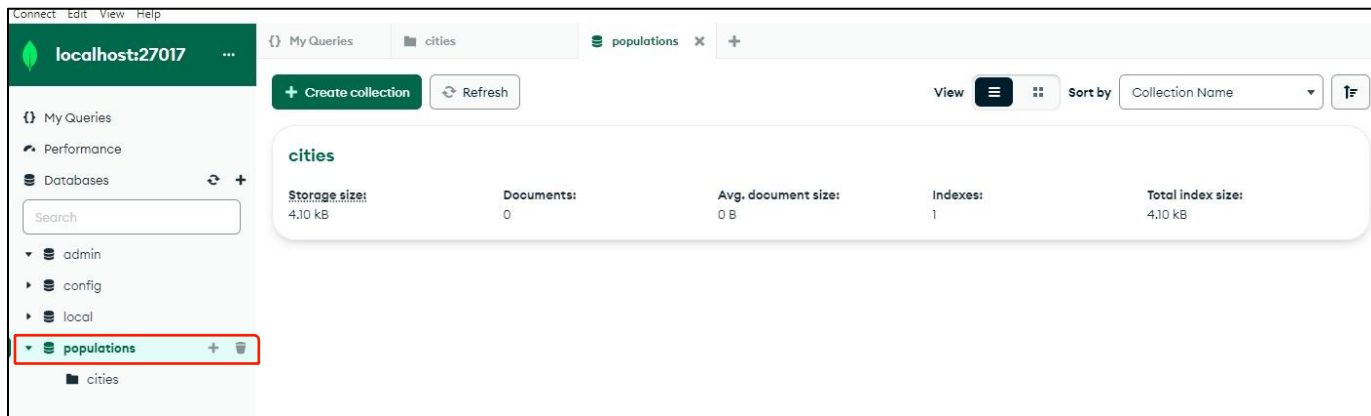 Connect Edit View Help
localhost:27017 ...
{} My Queries
cities
populations
Create collection
Refresh
View
Sort by
Collection Name
{} My Queries
Performance
Databases
Search
admin
config
local
populations
cities
cities
Storage size:
Documents:
Avg. document size:
Indexes:
Total index size:
4.10 kB
0
0 B
1
4.10 kB